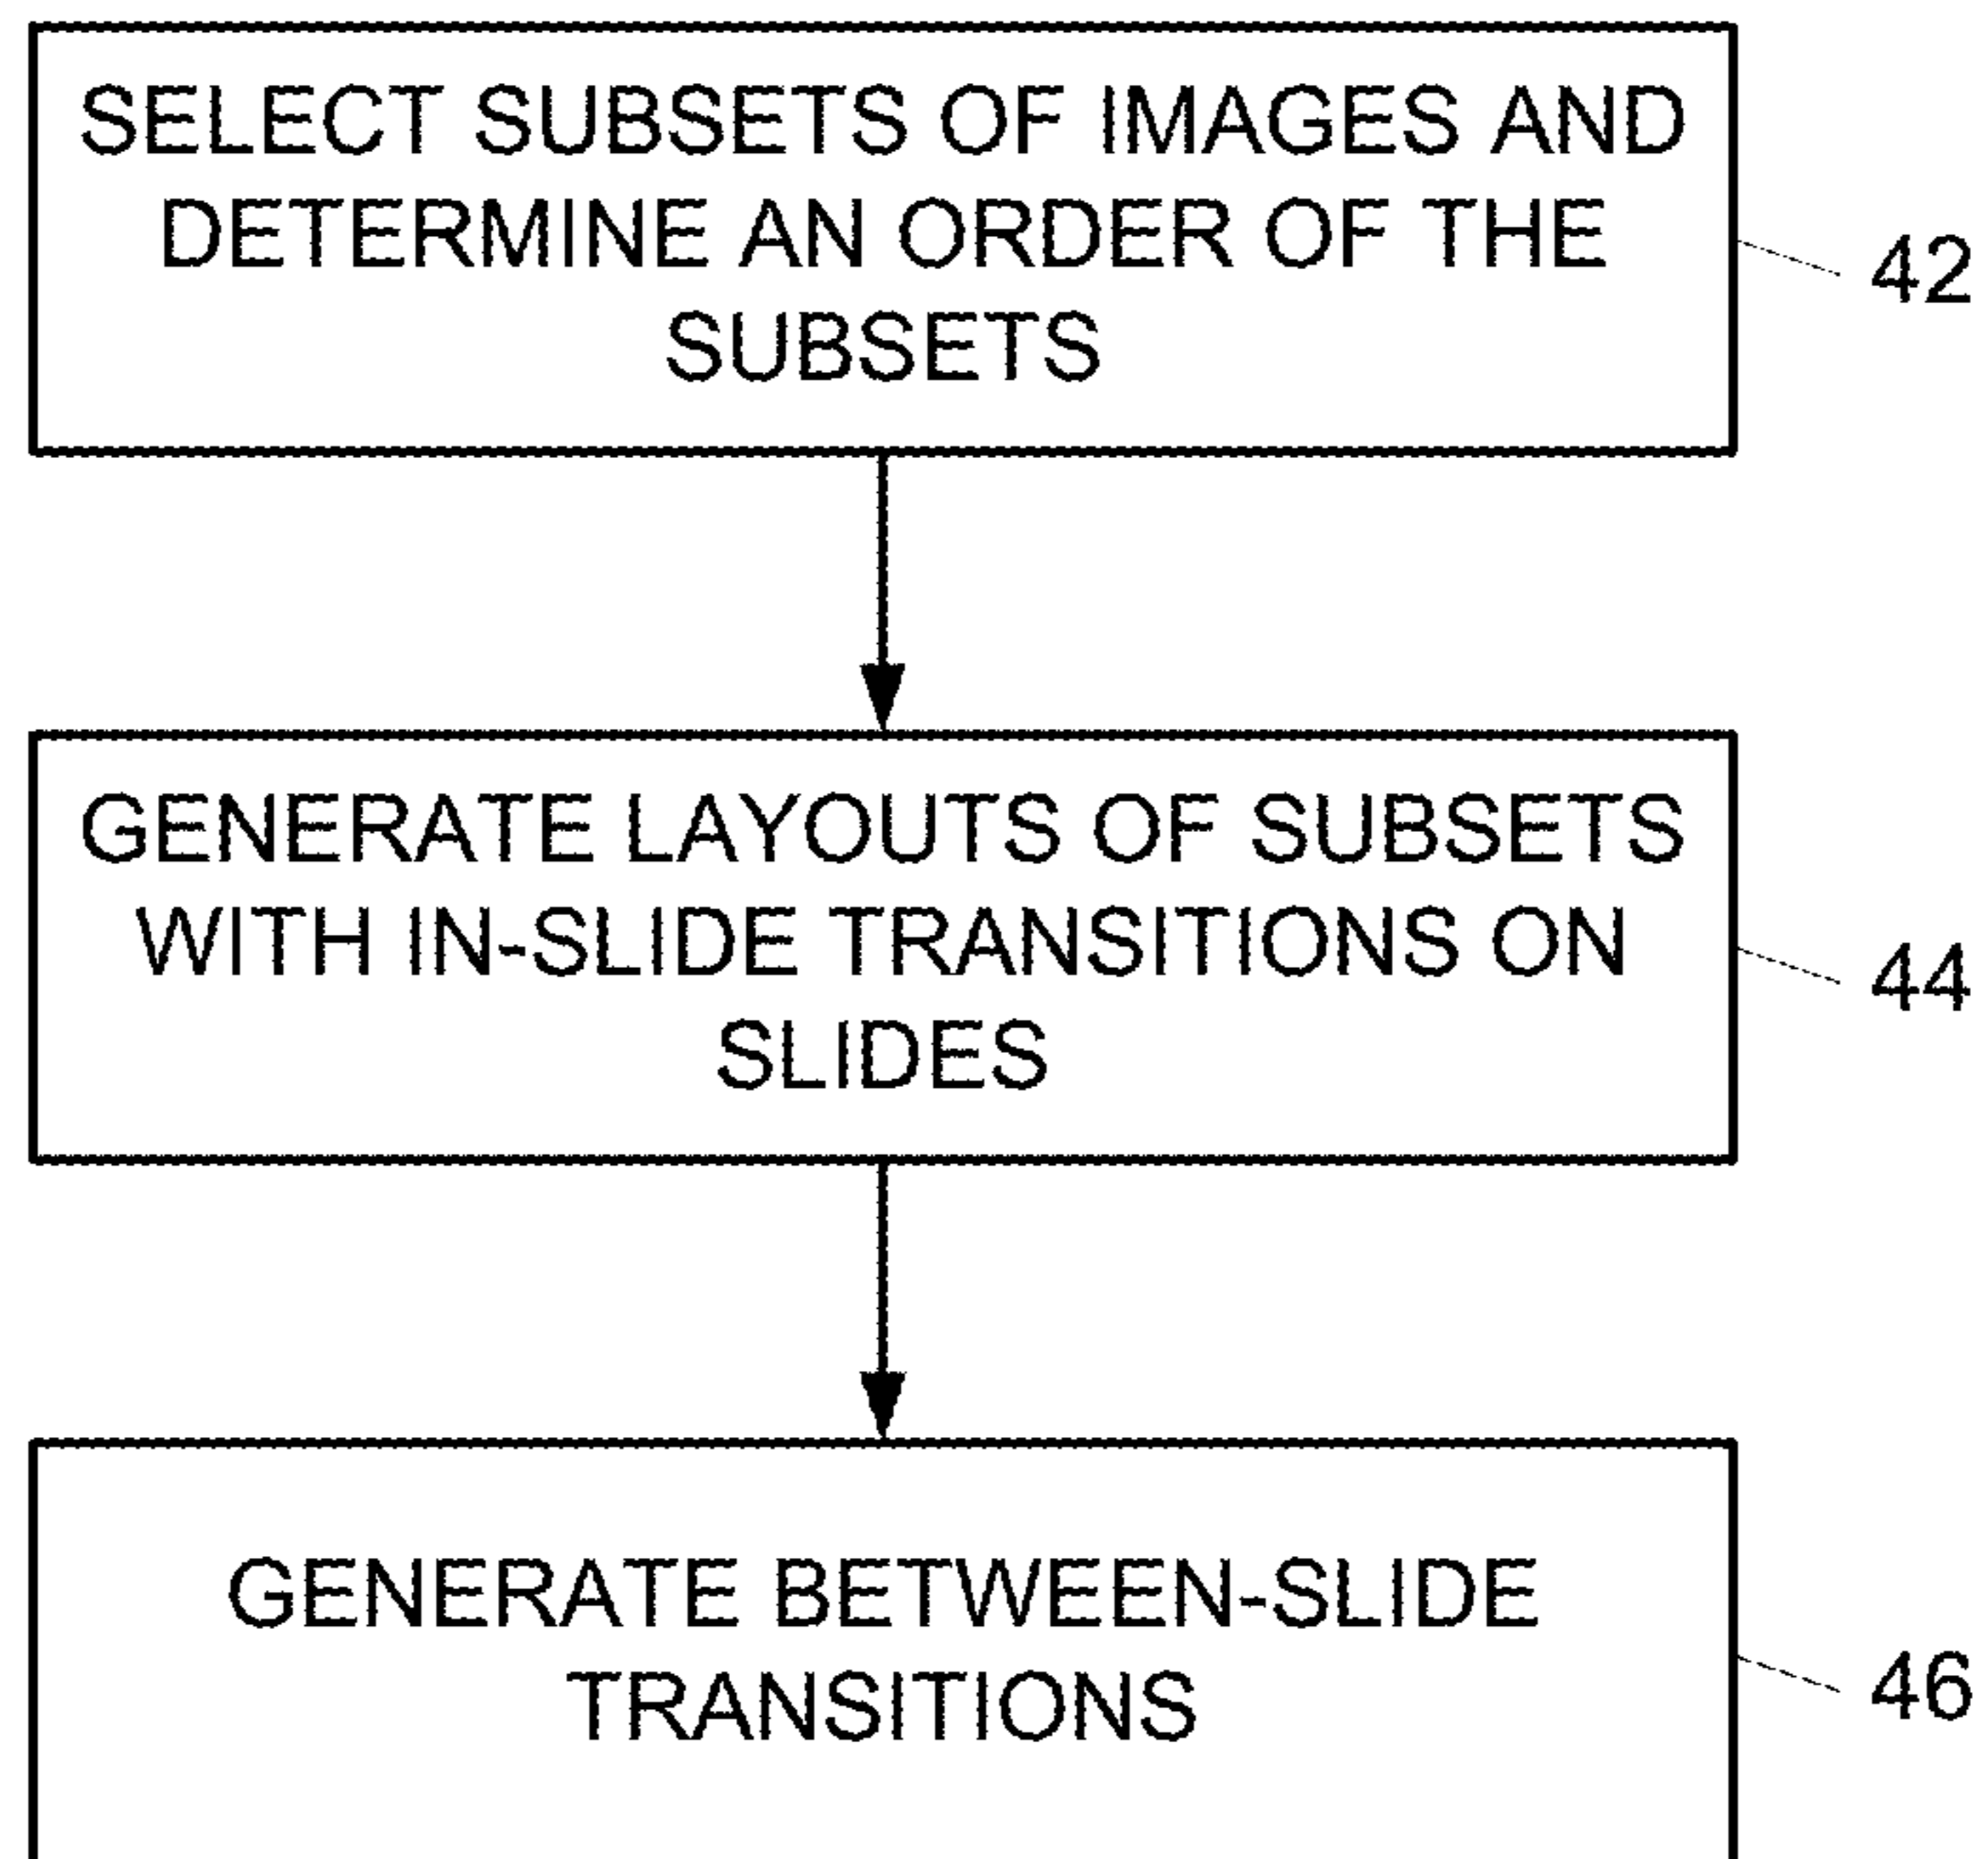 SELECT SUBSETS OF IMAGES AND
DETERMINE AN ORDER OF THE
SUBSETS
42
GENERATE LAYOUTS OF SUBSETS
WITH IN-SLIDE TRANSITIONS ON
SLIDES
44
GENERATE BETWEEN-SLIDE
TRANSITIONS
46